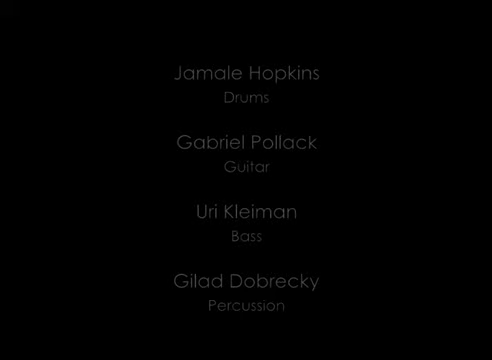 Jamale Hopkins
Drums
Gabriel Pollack
Guitar
Uri Kleiman
Bass
Gilad Dobrecky
Percussion